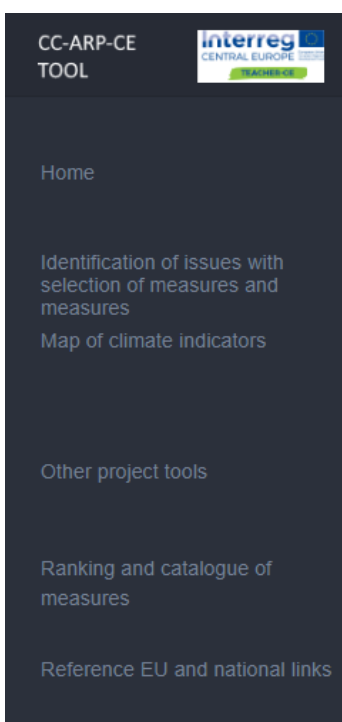 CC-ARP-CE
TOOL
Interreg
CENTRAL EUROPE
TEACHER-CE
Home
Identification of issues with
selection of measures and
measures
Map of climate indicators
Other project tools
Ranking and catalogue of
measures
Reference EU and national links